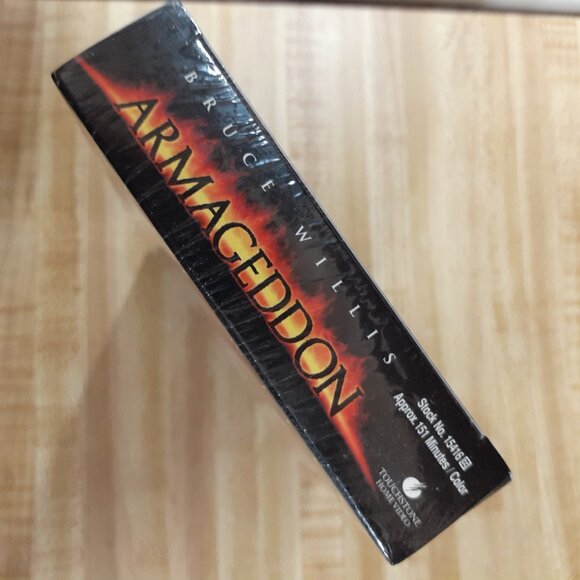 BRUCE WILLIS
ARMAGEDDON
Stock No. 15416
Approx. 151 Minutes / Color
TOUCHSTONE
HOME VIDEO